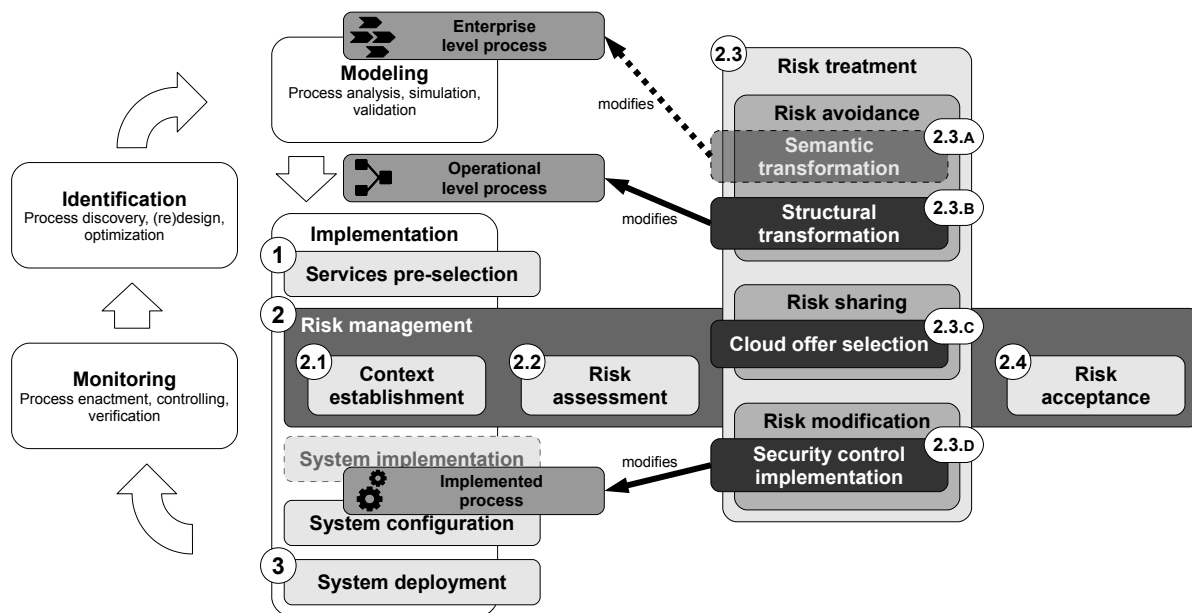 Enterprise
level process
Modeling
Process analysis, simulation,
validation
modifies
2.3
Risk treatment
Risk avoidance
2.3.A
Semantic
transformation
Operational
level process
modifies
2.3.B
Structural
transformation
Identification
Process discovery, (re)design,
optimization
Implementation
1
Services pre-selection
2
Risk management
2.1
Context
establishment
2.2
Risk
assessment
Risk sharing
2.3.C
Cloud offer selection
2.4
Risk
acceptance
Monitoring
Process enactment, controlling,
verification
Risk modification
2.3.D
Security control
implementation
modifies
System implementation
Implemented
process
System configuration
3
System deployment